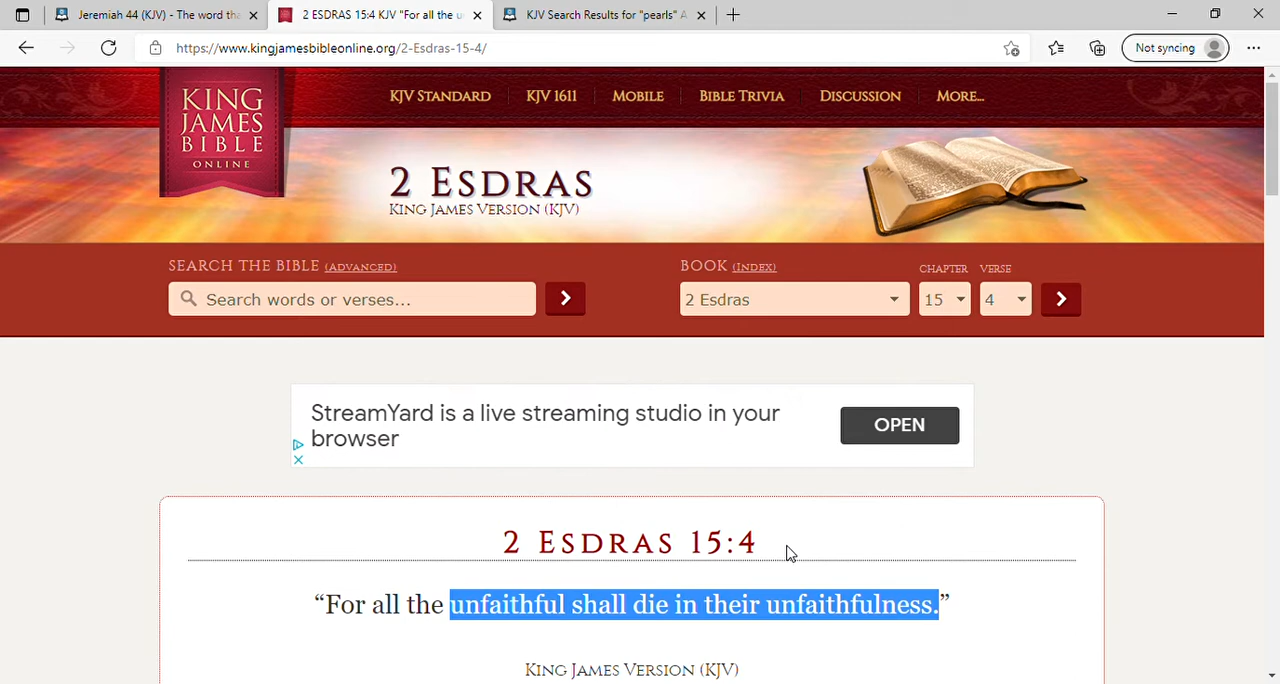 Jeremiah 44 (KJV) - The word tha
2 ESDRAS 15:4 KJV "For all the u
KJV Search Results for "pearls" A
https://www.kingjamesbibleonline.org/2-Esdras-15-4/
Not syncing
KING
JAMES
BIBLE
ONLINE
KJV STANDARD
KJV 1611
MOBILE
BIBLE TRIVIA
DISCUSSION
MORE...
2 ESDRAS
KING JAMES VERSION (KJV)
SEARCH THE BIBLE (ADVANCED)
BOOK (INDEX)
CHAPTER
VERSE
Search words or verses...
2 Esdras
15
4
StreamYard is a live streaming studio in your
browser
OPEN
2 ESDRAS 15:4
“For all the unfaithful shall die in their unfaithfulness.”
KING JAMES VERSION (KJV)